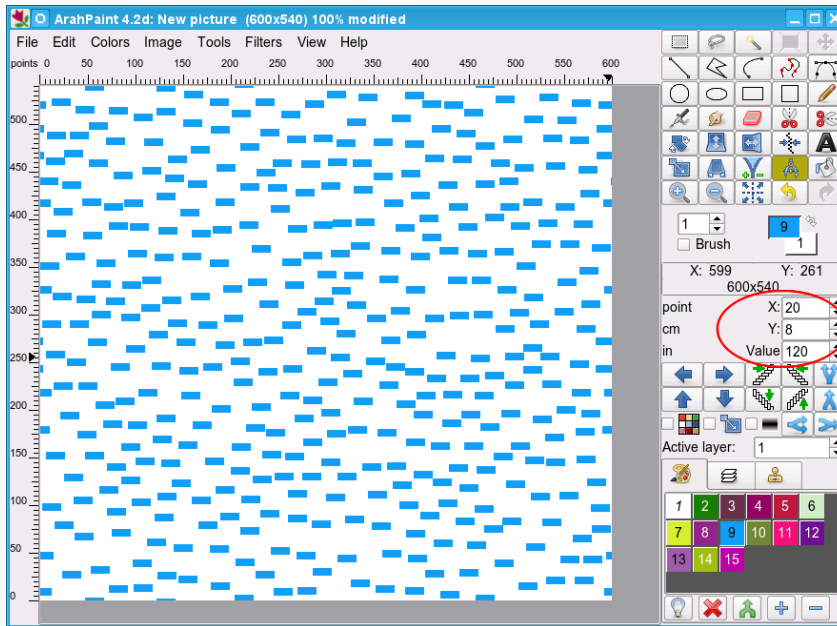 ArahPaint 4.2d: New picture (600x540) 100% modified
File Edit Colors Image Tools Filters View Help
points 0 50 100 150 200 250 300 350 400 450 500 550 600
500
450
400
350
300
250
200
150
100
50
0
A
1
9
Brush
1
X: 599 Y: 261
600x540
point X: 20
cm Y: 8
in Value 120
Active layer: 1
1 2 3 4 5 6
7 8 9 10 11 12
13 14 15